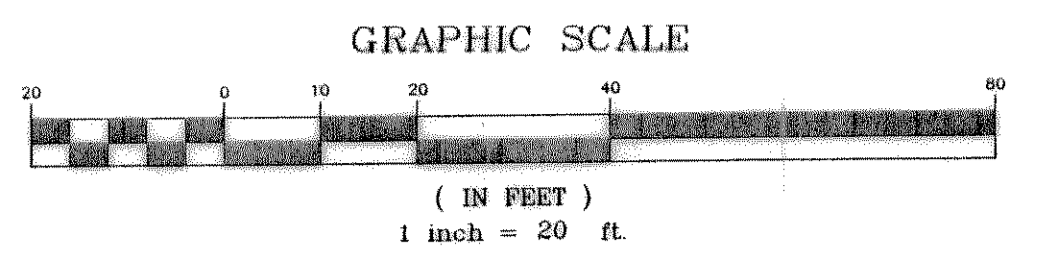 GRAPHIC SCALE
20 0 10 20 40 80
( IN FEET )
1 inch = 20 ft.